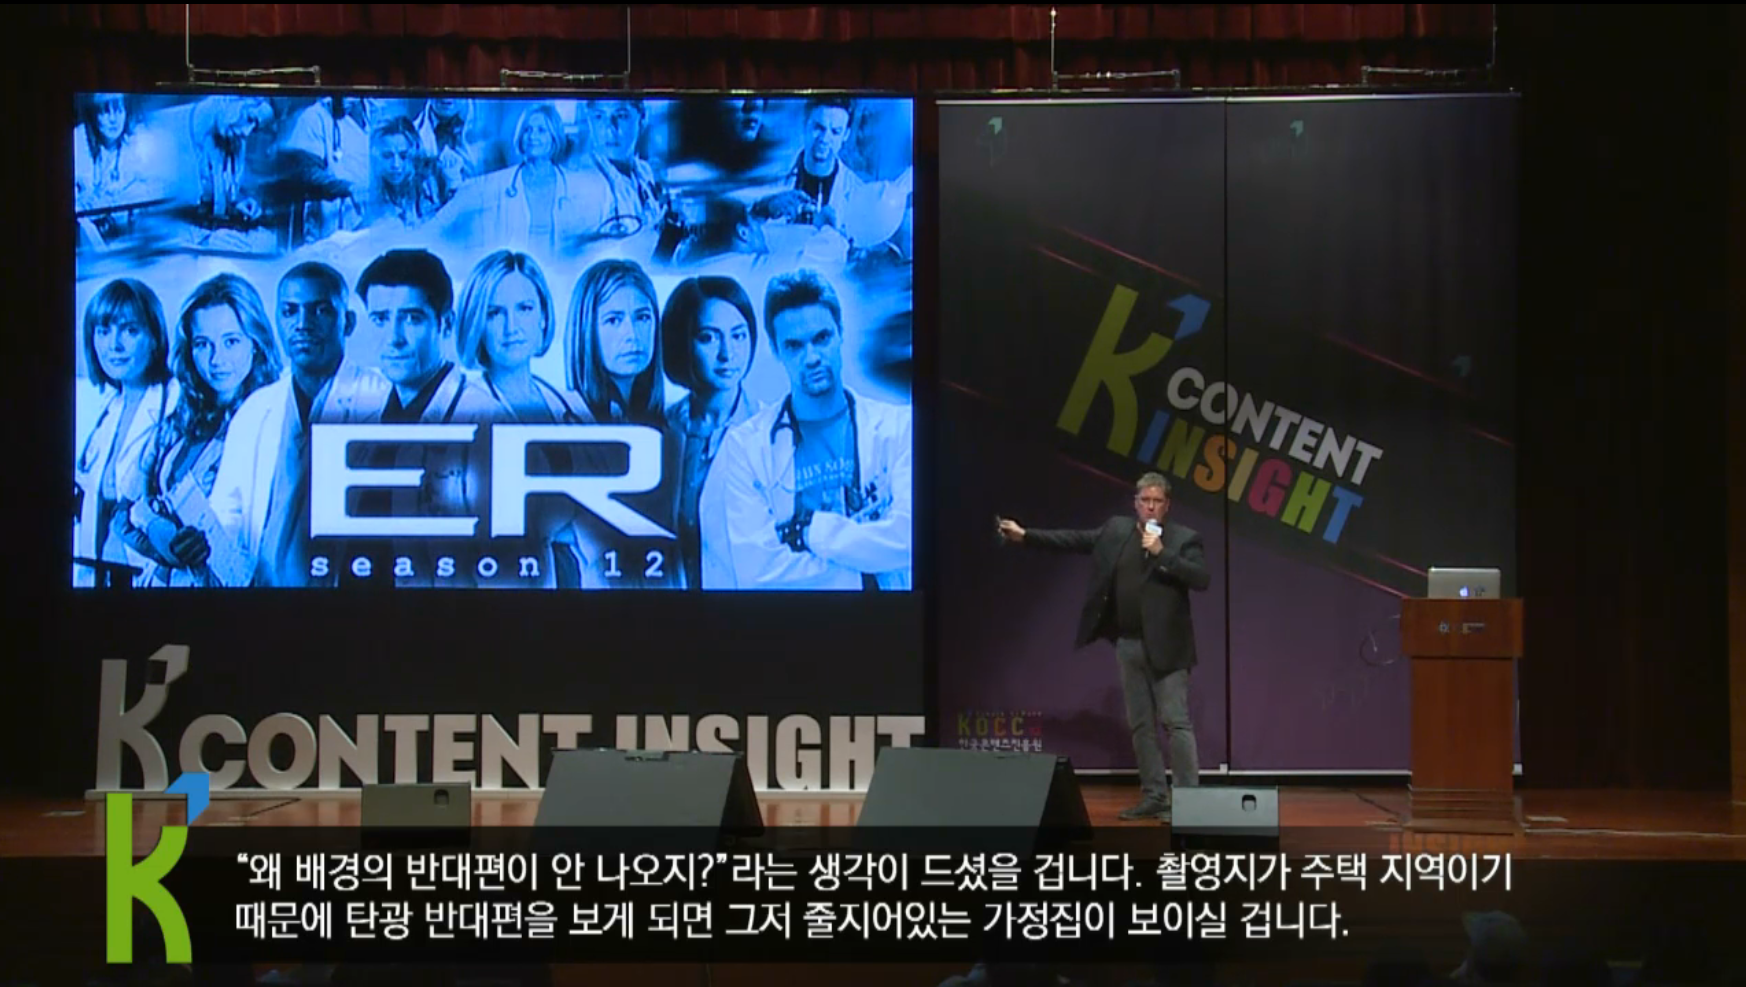 ER
season 12
K CONTENT
INSIGHT
K CONTENT INSIGHT
KOCCA
한국콘텐츠진흥원
K
“왜 배경의 반대편이 안 나오지?”라는 생각이 드셨을 겁니다. 촬영지가 주택 지역이기
때문에 탄광 반대편을 보게 되면 그저 줄지어있는 가정집이 보이실 겁니다.